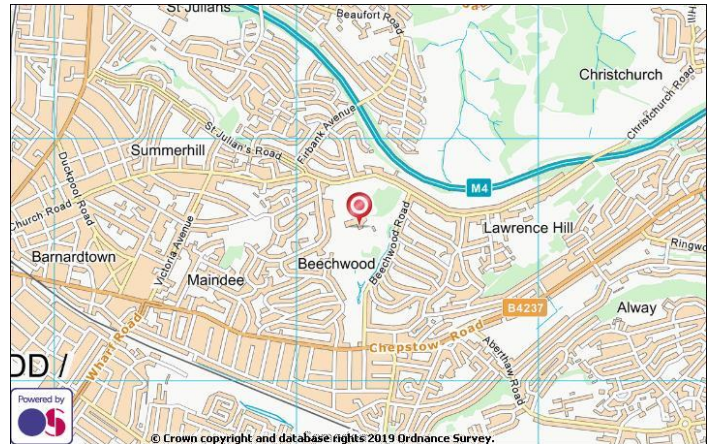 St Julians
Beaufort Road
Christchurch
Hill
Christchurch Road
St Julian's Road
Firbank Avenue
Summerhill
M4
Duckpool Road
Church Road
Victoria Avenue
Beechwood Road
Lawrence Hill
Barnardtown
Beechwood
Maindee
B4237
Alway
Chepstow Road
Wharf Road
Aberthaw Road
DD /
Powered by
OS
© Crown copyright and database rights 2019 Ordnance Survey.